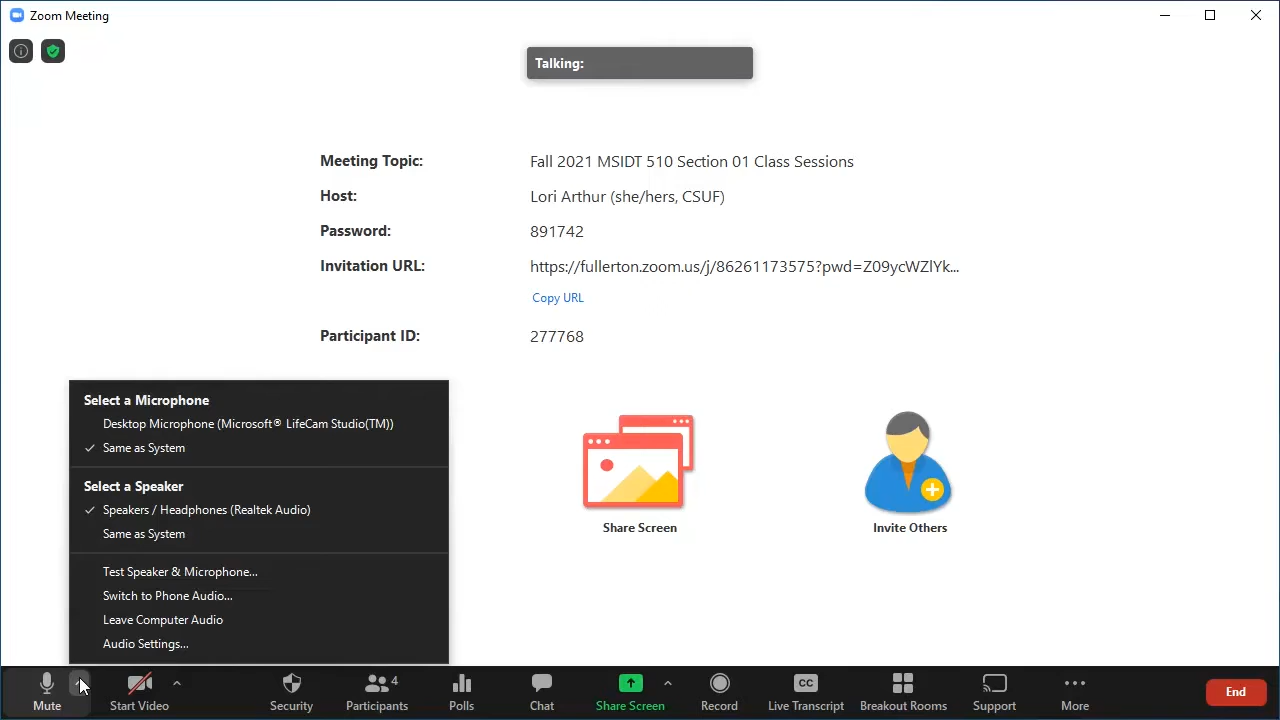 Zoom Meeting
Talking:
Meeting Topic: Fall 2021 MSIDT 510 Section 01 Class Sessions
Host: Lori Arthur (she/hers, CSUF)
Password: 891742
Invitation URL: https://fullerton.zoom.us/j/86261173575?pwd=Z09ycWZlYk...
Copy URL
Participant ID: 277768
Select a Microphone
Desktop Microphone (Microsoft® LifeCam Studio(TM))
✓ Same as System
Select a Speaker
✓ Speakers / Headphones (Realtek Audio)
Same as System
Test Speaker & Microphone...
Switch to Phone Audio...
Leave Computer Audio
Audio Settings...
Share Screen
Invite Others
Mute
Start Video
Security
Participants 4
Polls
Chat
Share Screen
Record
CC
Live Transcript
Breakout Rooms
Support
More
End